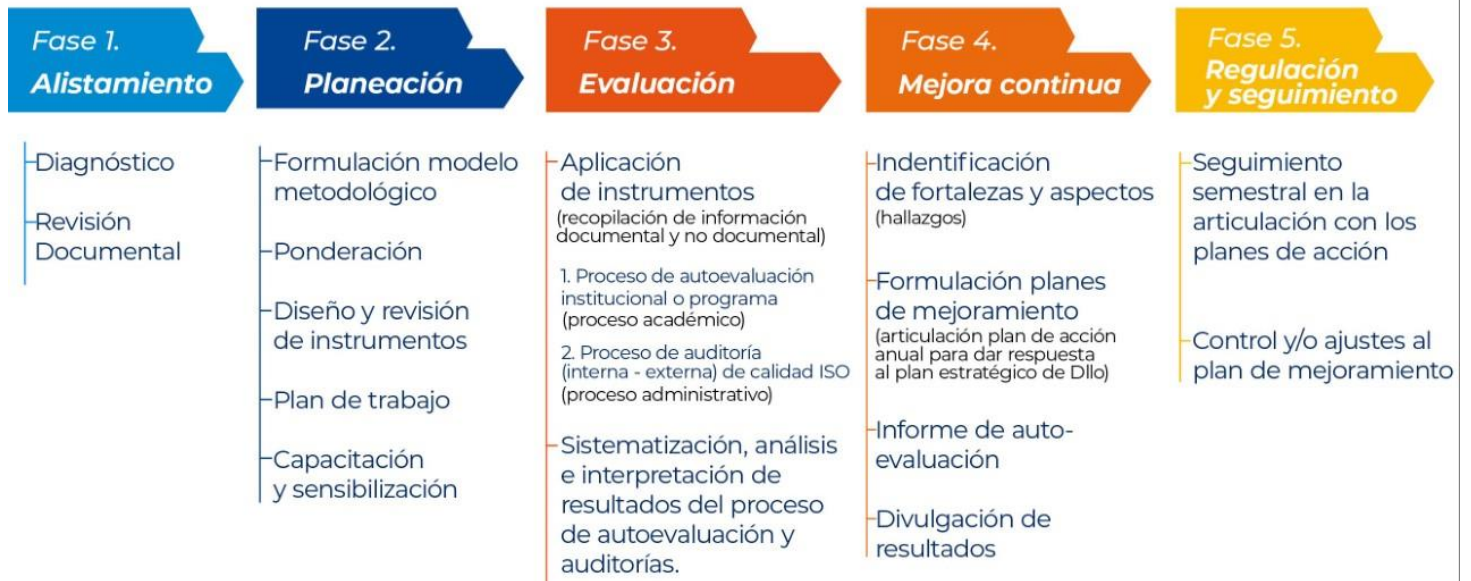 Fase 1.
Alistamiento
Diagnóstico
Revisión
Documental
Fase 2.
Planeación
Formulación modelo
metodológico
Ponderación
Diseño y revisión
de instrumentos
Plan de trabajo
Capacitación
y sensibilización
Fase 3.
Evaluación
Aplicación
de instrumentos
(recopilación de información
documental y no documental)
1. Proceso de autoevaluación
institucional o programa
(proceso académico)
2. Proceso de auditoría
(interna - externa) de calidad ISO
(proceso administrativo)
Sistematización, análisis
e interpretación de
resultados del proceso
de autoevaluación y
auditorías.
Fase 4.
Mejora continua
Indentificación
de fortalezas y aspectos
(hallazgos)
Formulación planes
de mejoramiento
(articulación plan de acción
anual para dar respuesta
al plan estratégico de Dllo)
Informe de auto-
evaluación
Divulgación de
resultados
Fase 5.
Regulación
y seguimiento
Seguimiento
semestral en la
articulación con los
planes de acción
Control y/o ajustes al
plan de mejoramiento